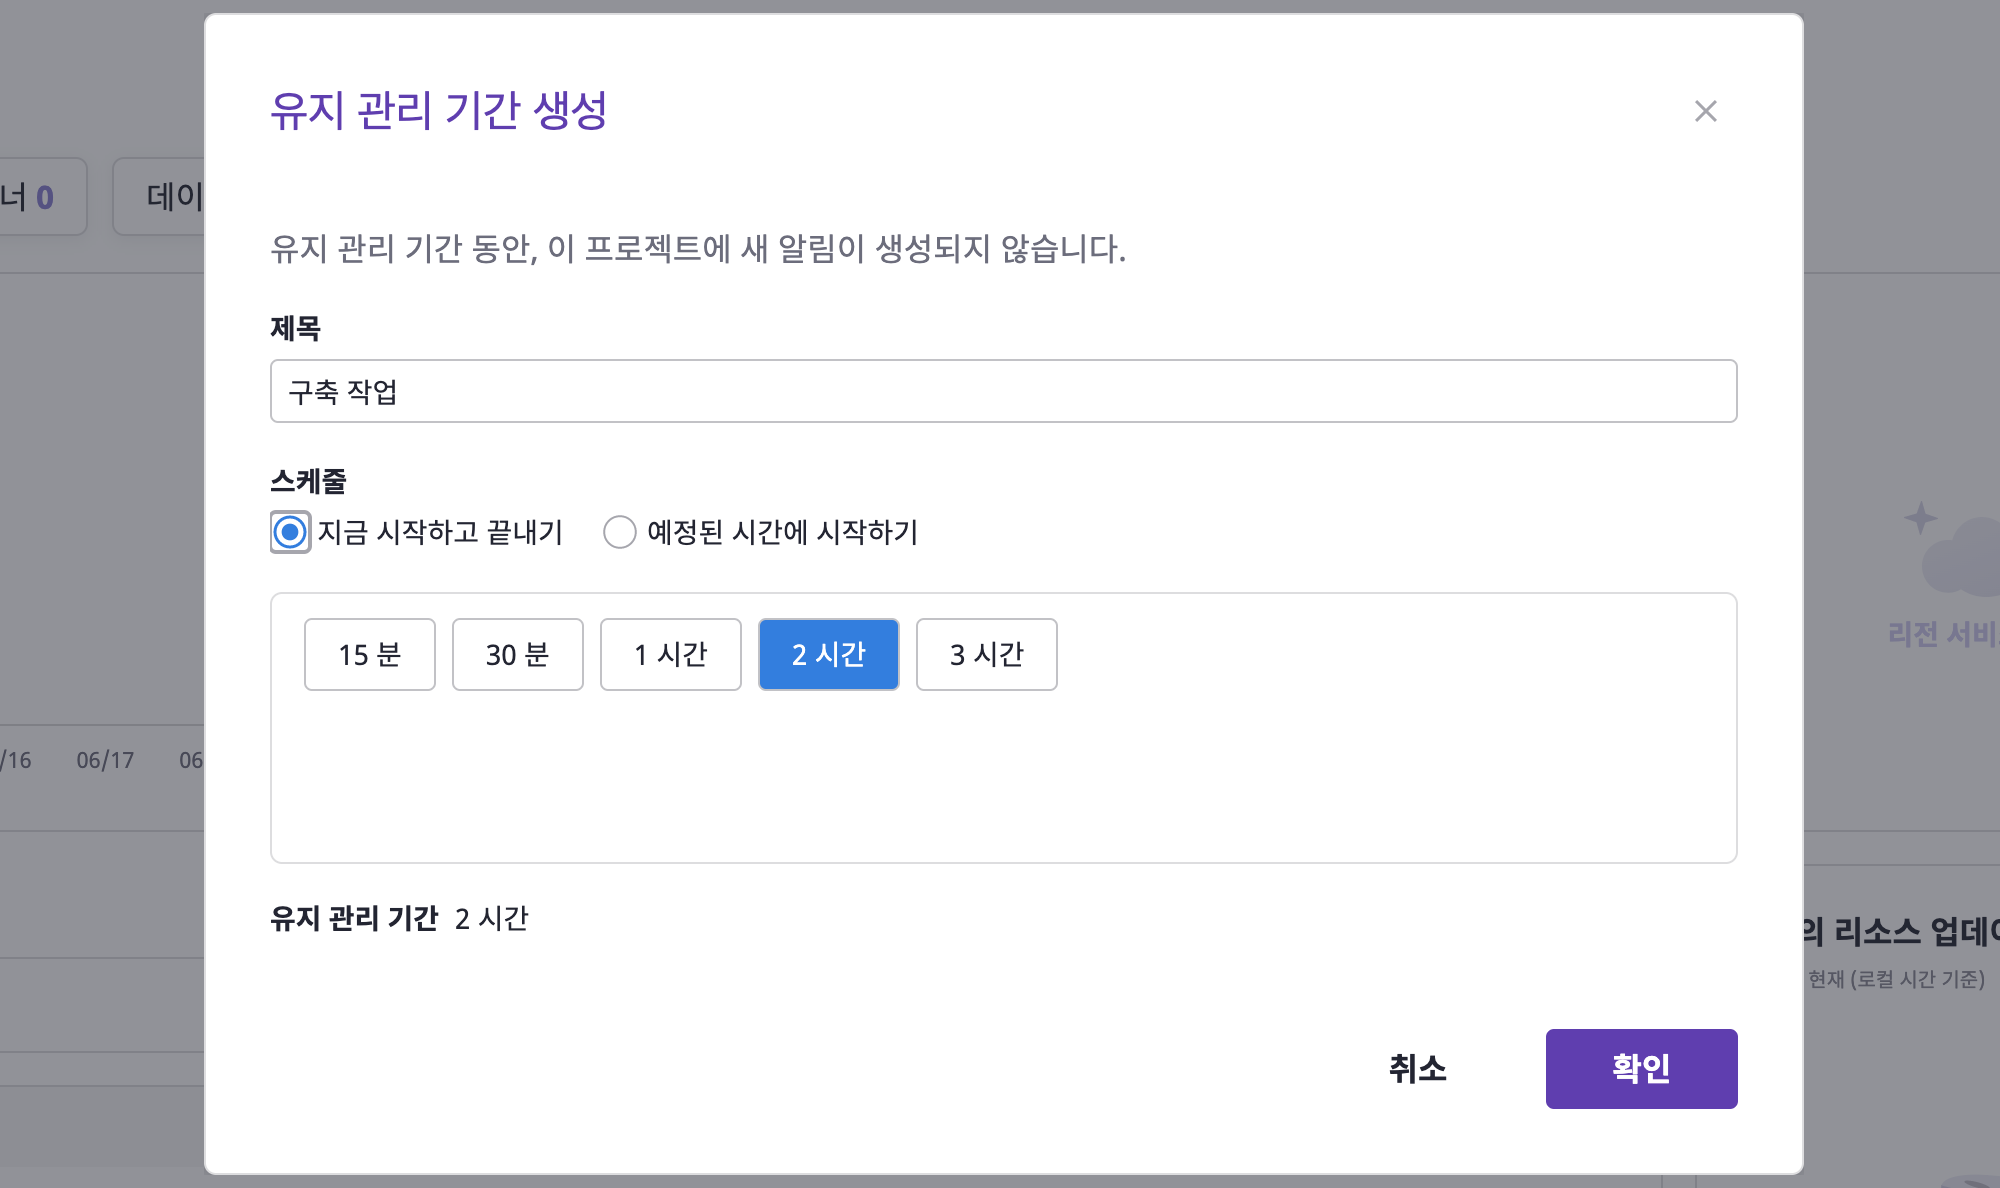 유지 관리 기간 생성
너 0
데이
유지 관리 기간 동안, 이 프로젝트에 새 알림이 생성되지 않습니다.
제목
구축 작업
스케줄
지금 시작하고 끝내기
예정된 시간에 시작하기
15 분
30 분
1 시간
2 시간
3 시간
리전 서비
/16
06/17
06
유지 관리 기간 2 시간
의 리소스 업데이
현재 (로컬 시간 기준)
취소
확인